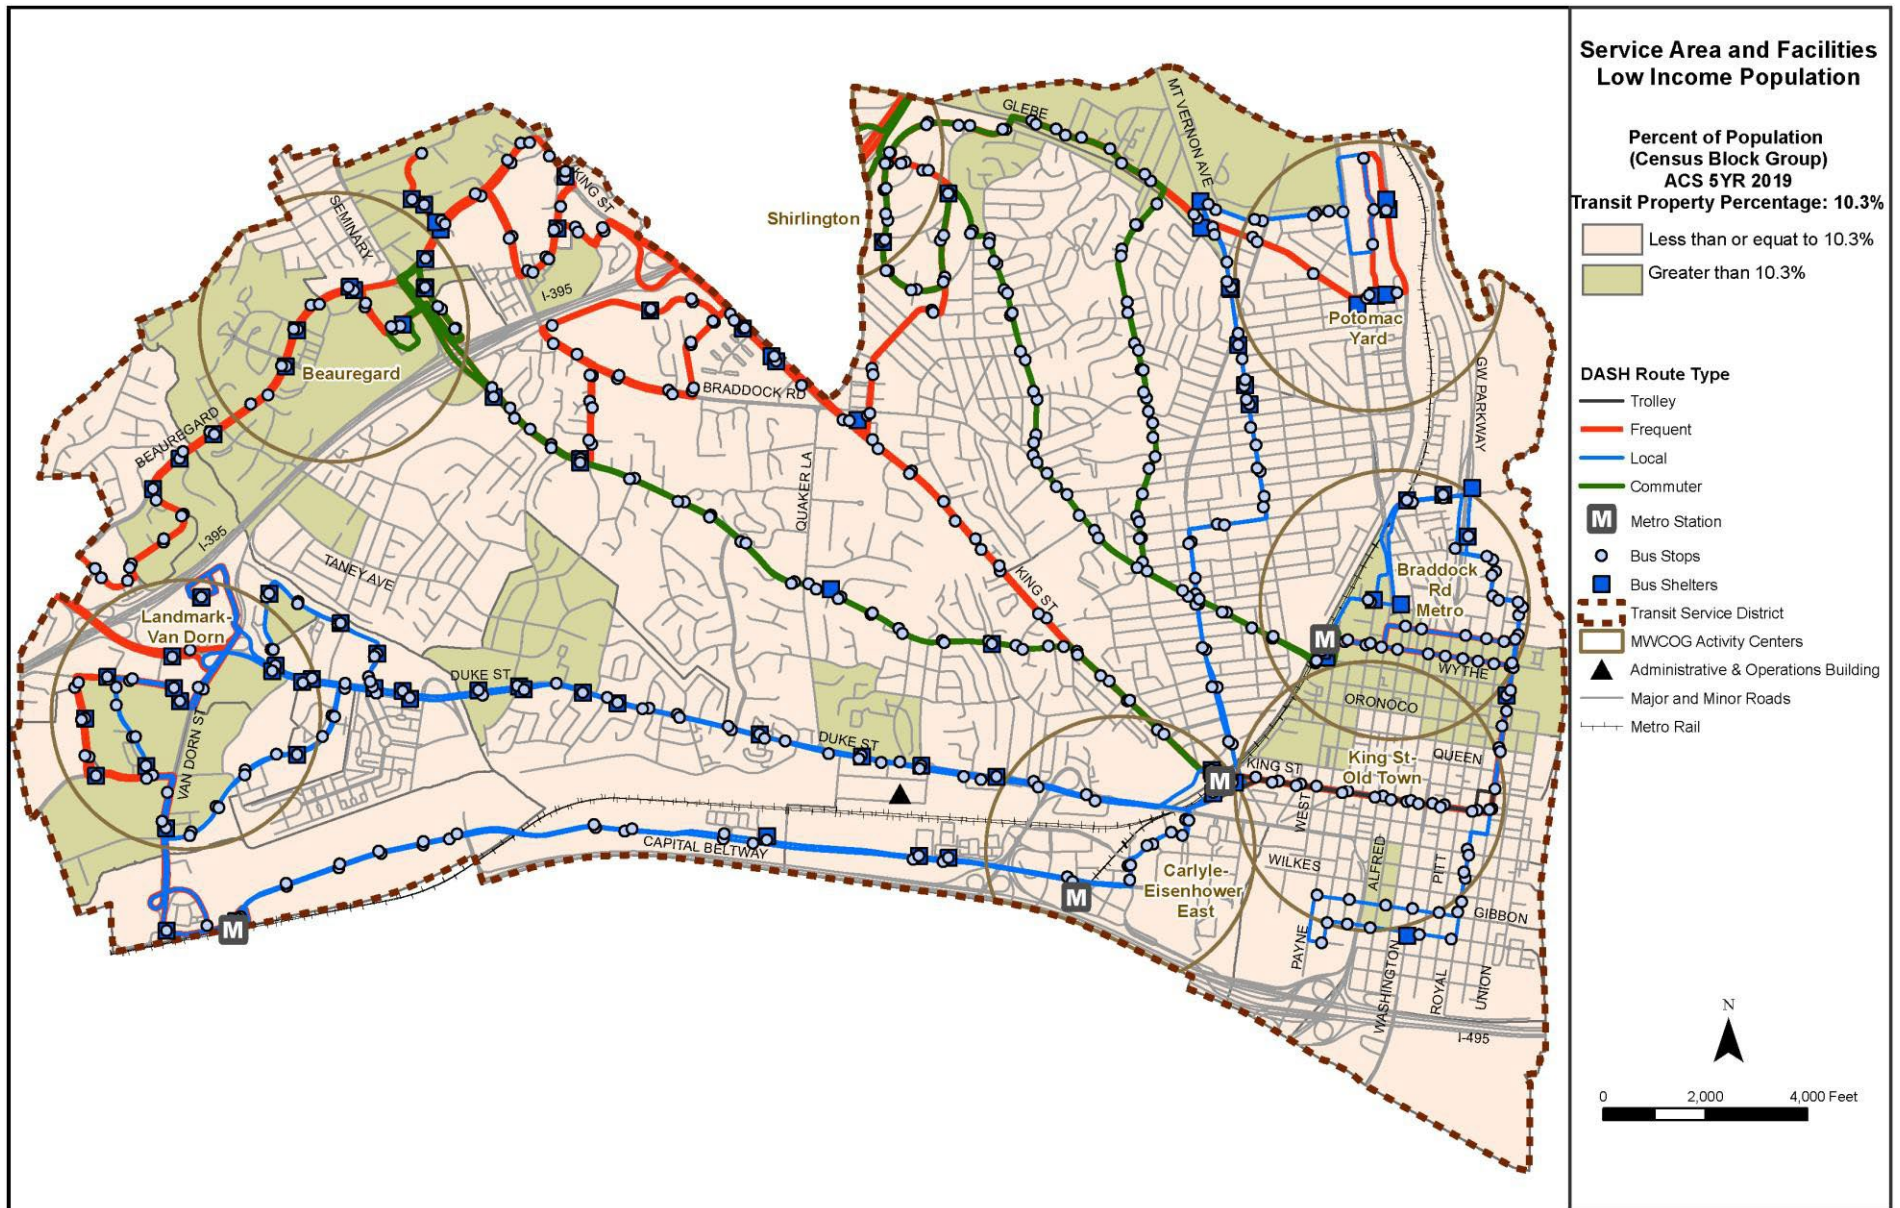 Service Area and Facilities
Low Income Population
Percent of Population
(Census Block Group)
ACS 5YR 2019
Transit Property Percentage: 10.3%
Less than or equat to 10.3%
Greater than 10.3%
DASH Route Type
Trolley
Frequent
Local
Commuter
M
Metro Station
Bus Stops
Bus Shelters
Transit Service District
MWCOG Activity Centers
Administrative & Operations Building
Major and Minor Roads
Metro Rail
N
0 2,000 4,000 Feet
GLEBE
MT VERNON AVE
KING ST
SEMINARY
Shirlington
I-395
Potomac
Yard
Beauregard
GW PARKWAY
BRADDOCK RD
BEAUREGARD
QUAKER LA
I-395
TANEY AVE
KING ST
Braddock
Rd
Metro
Landmark-
Van Dorn
M
WYTHE
DUKE ST
ORONOCO
VAN DORN ST
DUKE ST
QUEEN
KING ST
King St-
Old Town
M
WEST
CAPITAL BELTWAY
WILKES
ALFRED
PITT
Carlyle-
Eisenhower
East
M
GIBBON
M
PAYNE
WASHINGTON
ROYAL
UNION
I-495